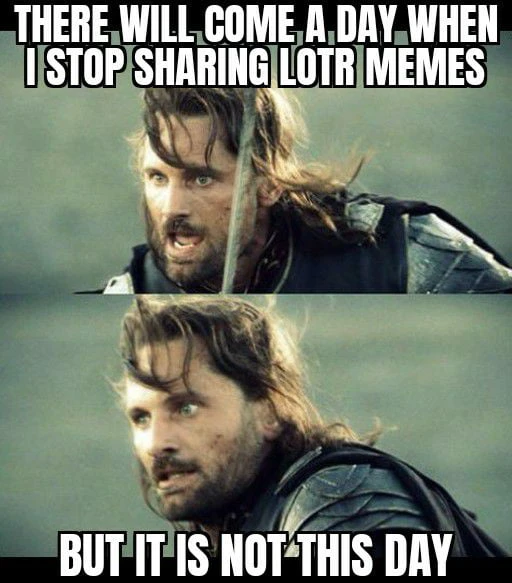 THERE WILL COME A DAY WHEN
I STOP SHARING LOTR MEMES
BUT IT IS NOT THIS DAY